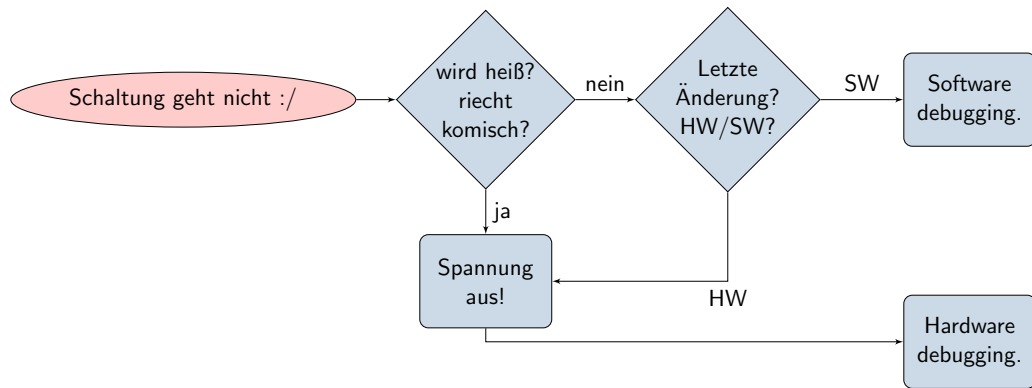 Schaltung geht nicht :/
wird heiß?
riecht
komisch?
nein
Letzte
Änderung?
HW/SW?
SW
Software
debugging.
ja
Spannung
aus!
HW
Hardware
debugging.